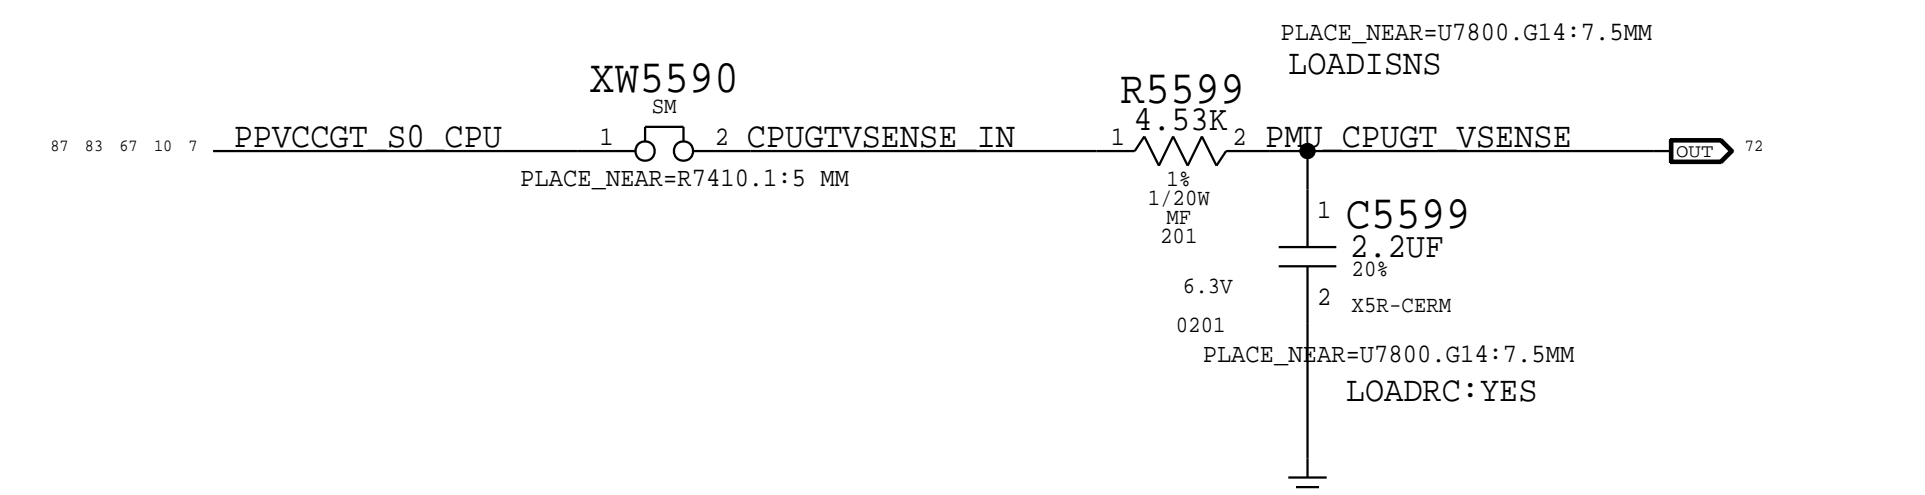 PLACE_NEAR=U7800.G14:7.5MM
LOADISNS
XW5590
SM
R5599
4.53K
87 83 67 10 7
PPVCCGT_S0_CPU
1
2
CPUGTVSENSE_IN
1
2
PMU_CPUGT_VSENSE
OUT
72
PLACE_NEAR=R7410.1:5 MM
1%
1/20W
MF
201
1
C5599
2.2UF
20%
6.3V
2
X5R-CERM
0201
PLACE_NEAR=U7800.G14:7.5MM
LOADRC:YES